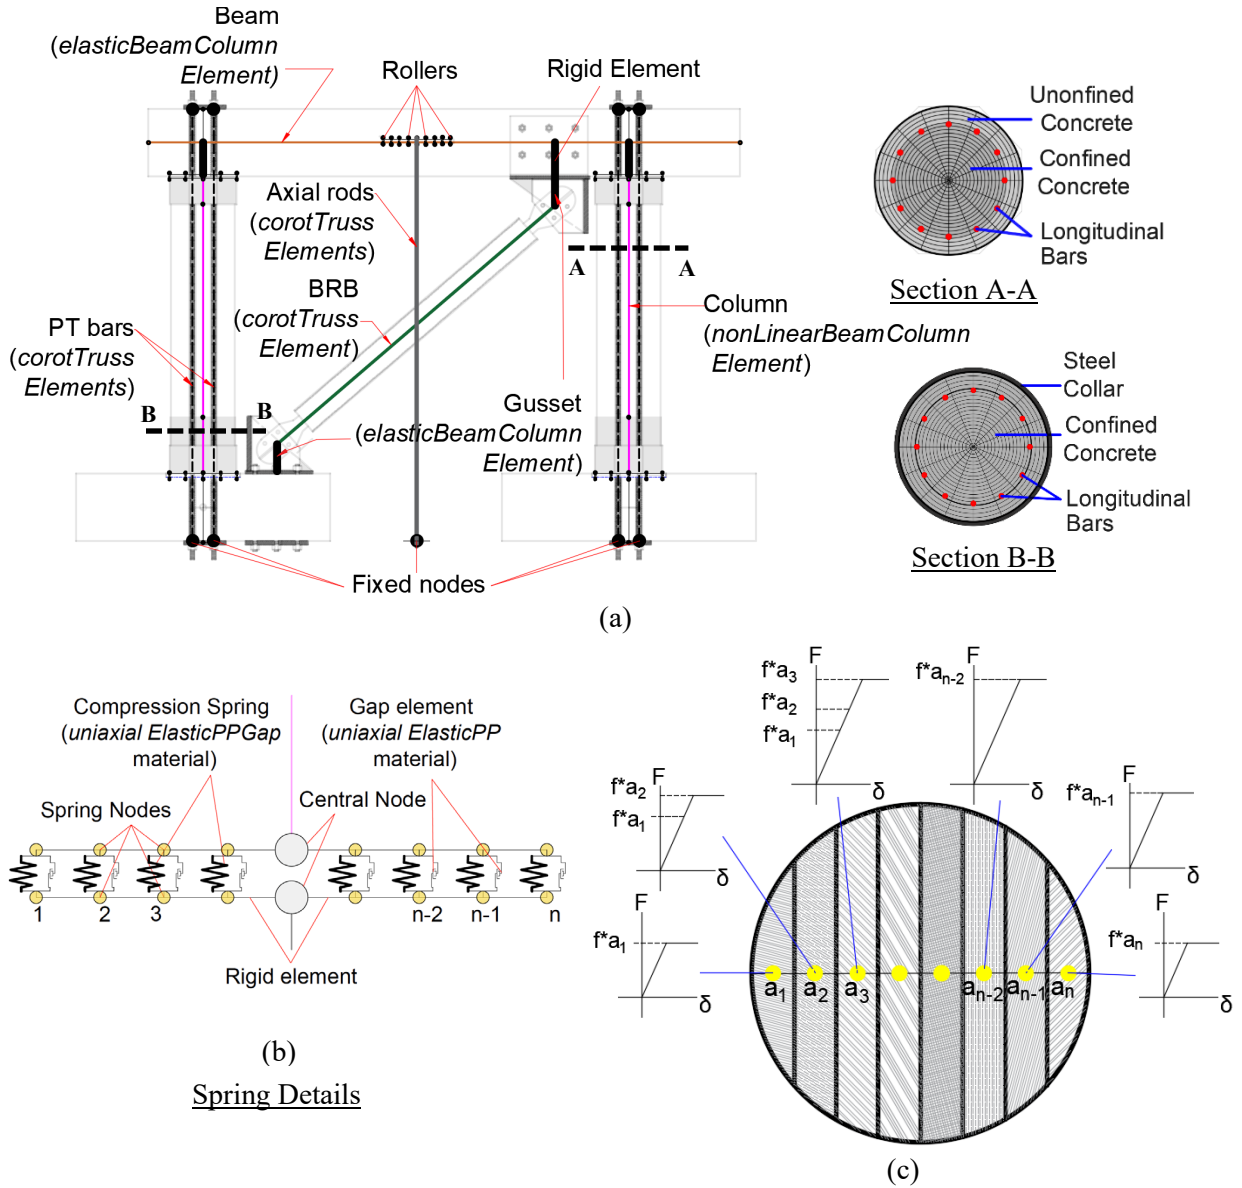 Beam
(elasticBeamColumn
Element)
Rollers
Rigid Element
Axial rods
(corotTruss
Elements)
BRB
(corotTruss
Element)
PT bars
(corotTruss
Elements)
A
A
B
B
Column
(nonLinearBeamColumn
Element)
Gusset
(elasticBeamColumn
Element)
Fixed nodes
Unonfined
Concrete
Confined
Concrete
Longitudinal
Bars
Section A-A
Steel
Collar
Confined
Concrete
Longitudinal
Bars
Section B-B
(a)
Compression Spring
(uniaxial ElasticPPGap
material)
Gap element
(uniaxial ElasticPP
material)
Spring Nodes
Central Node
1
2
3
n-2
n-1
n
Rigid element
(b)
Spring Details
F
f*a3
f*a2
f*a1
δ
F
f*an-2
δ
F
f*a2
f*a1
δ
F
f*an-1
δ
F
f*a1
δ
F
f*an
δ
a1
a2
a3
an-2
an-1
an
(c)